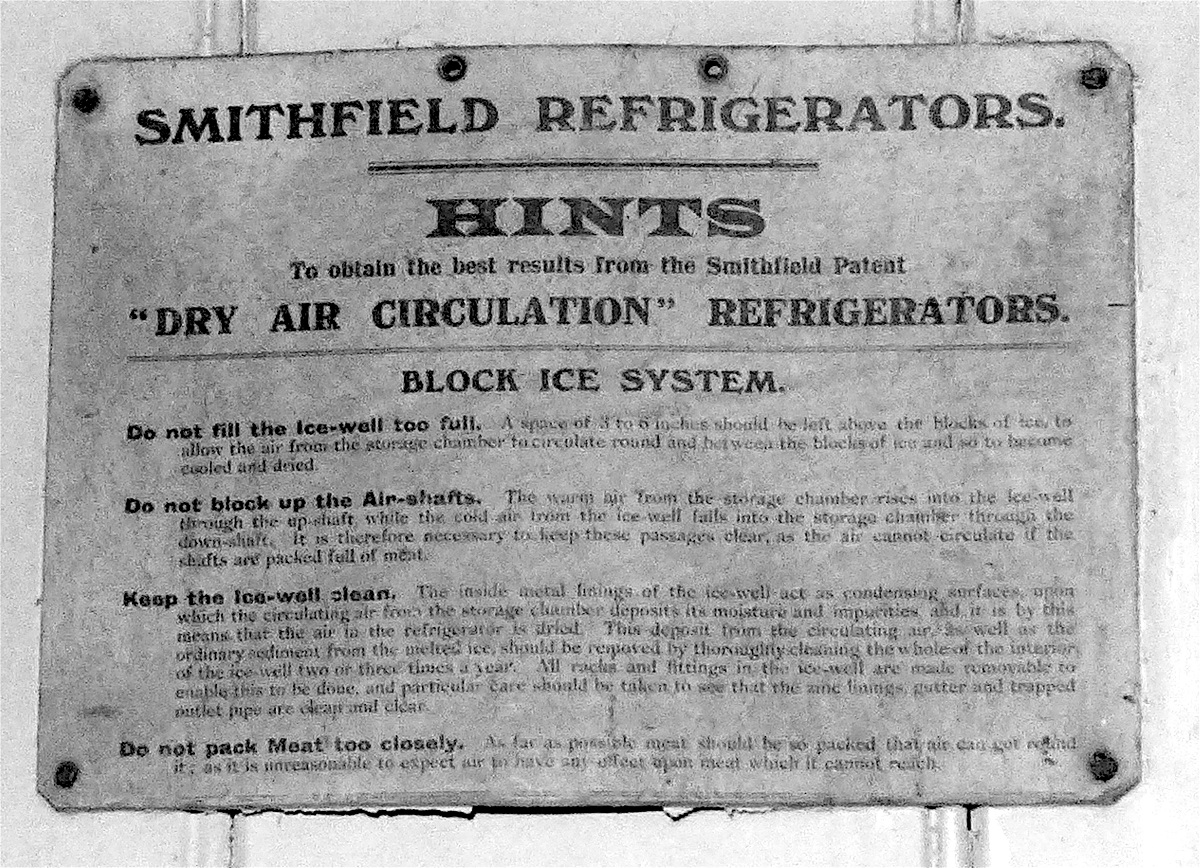 SMITHFIELD REFRIGERATORS.
HINTS
To obtain the best results from the Smithfield Patent
“DRY AIR CIRCULATION” REFRIGERATORS.
BLOCK ICE SYSTEM.
Do not fill the Ice-well too full. A space of 3 to 6 inches should be left above the blocks of ice, to
allow the air from the storage chamber to circulate round and between the blocks of ice and so to become
cooled and dried.
Do not block up the Air-shafts. The warm air from the storage chamber rises into the ice-well
through the up-shaft, while the cold air from the ice-well falls into the storage chamber through the
down-shaft. It is therefore necessary to keep these passages clear, as the air cannot circulate if the
shafts are packed full of meat.
Keep the Ice-well clean. The inside metal linings of the ice-well act as condensing surfaces, upon
which the circulating air from the storage chamber deposits its moisture and impurities, and it is by this
means that the air in the refrigerator is dried. This deposit from the circulating air, as well as the
ordinary sediment from the melted ice, should be removed by thoroughly cleaning the whole of the interior
of the ice-well two or three times a year. All racks and fittings in the ice-well are made removable to
enable this to be done, and particular care should be taken to see that the zinc linings, gutter and trapped
outlet pipe are clean and clear.
Do not pack Meat too closely. As far as possible meat should be so packed that air can get round
it, as it is unreasonable to expect air to have any effect upon meat which it cannot reach.